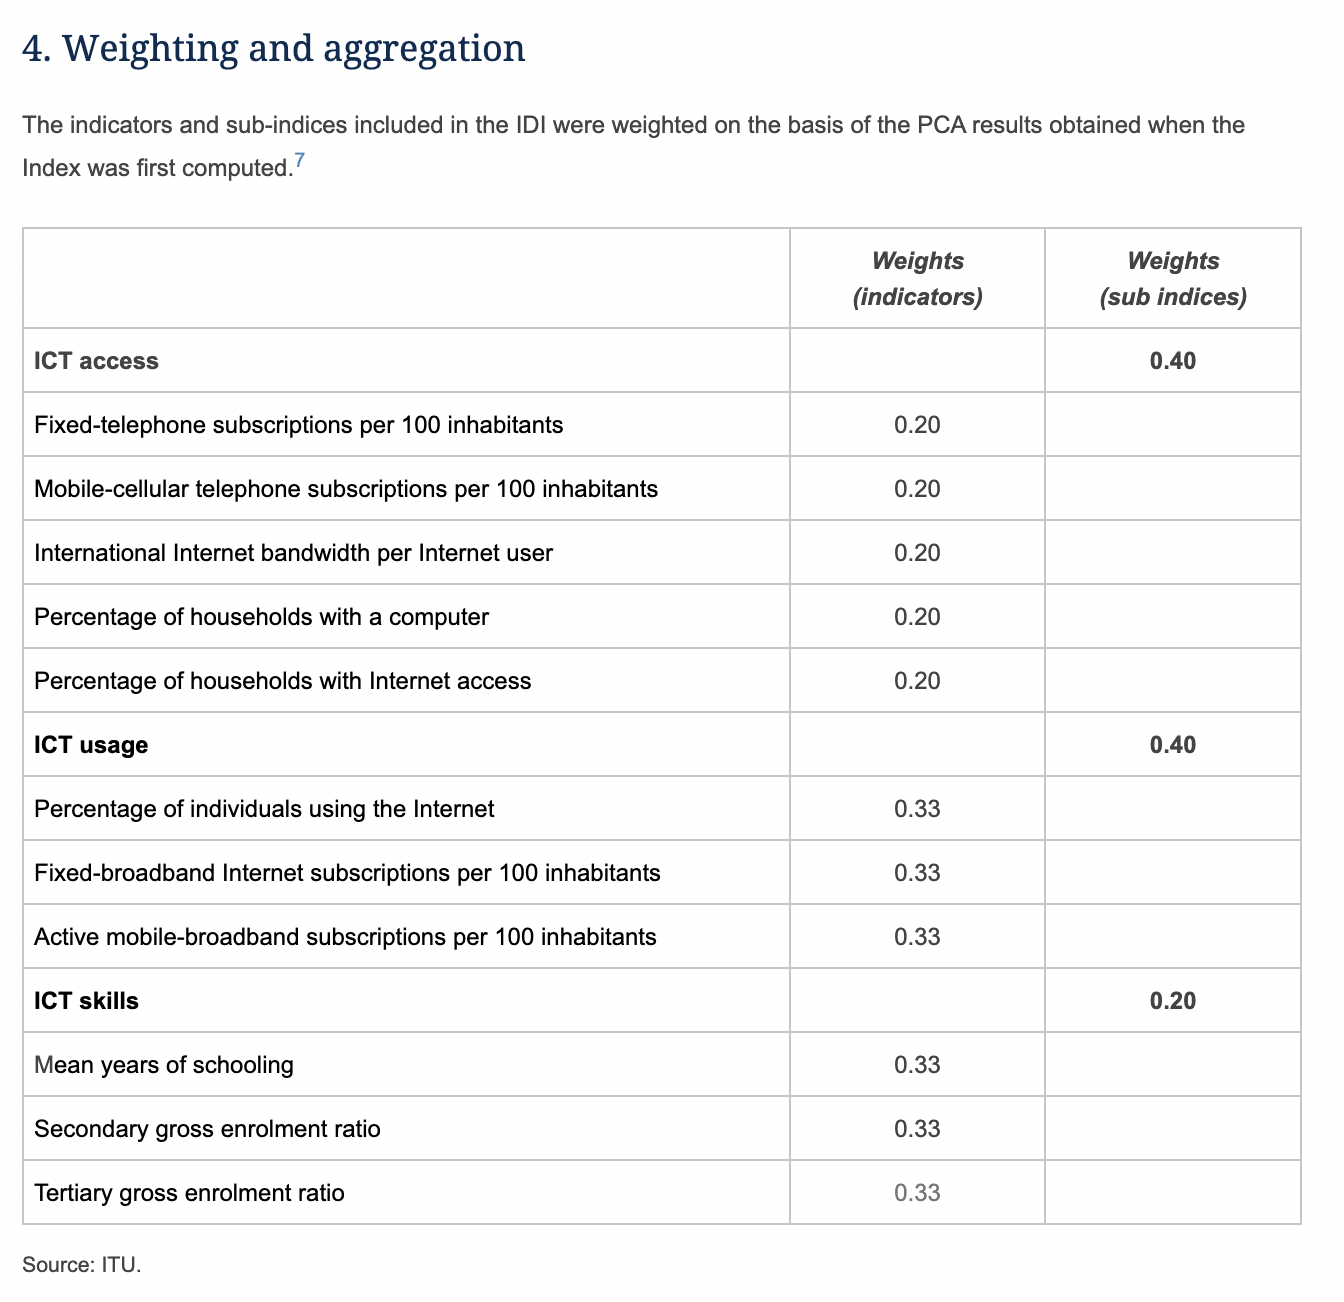 4. Weighting and aggregation
The indicators and sub-indices included in the IDI were weighted on the basis of the PCA results obtained when the
Index was first computed.7
Weights (indicators) Weights (sub indices)
ICT access 0.40
Fixed-telephone subscriptions per 100 inhabitants 0.20
Mobile-cellular telephone subscriptions per 100 inhabitants 0.20
International Internet bandwidth per Internet user 0.20
Percentage of households with a computer 0.20
Percentage of households with Internet access 0.20
ICT usage 0.40
Percentage of individuals using the Internet 0.33
Fixed-broadband Internet subscriptions per 100 inhabitants 0.33
Active mobile-broadband subscriptions per 100 inhabitants 0.33
ICT skills 0.20
Mean years of schooling 0.33
Secondary gross enrolment ratio 0.33
Tertiary gross enrolment ratio 0.33
Source: ITU.